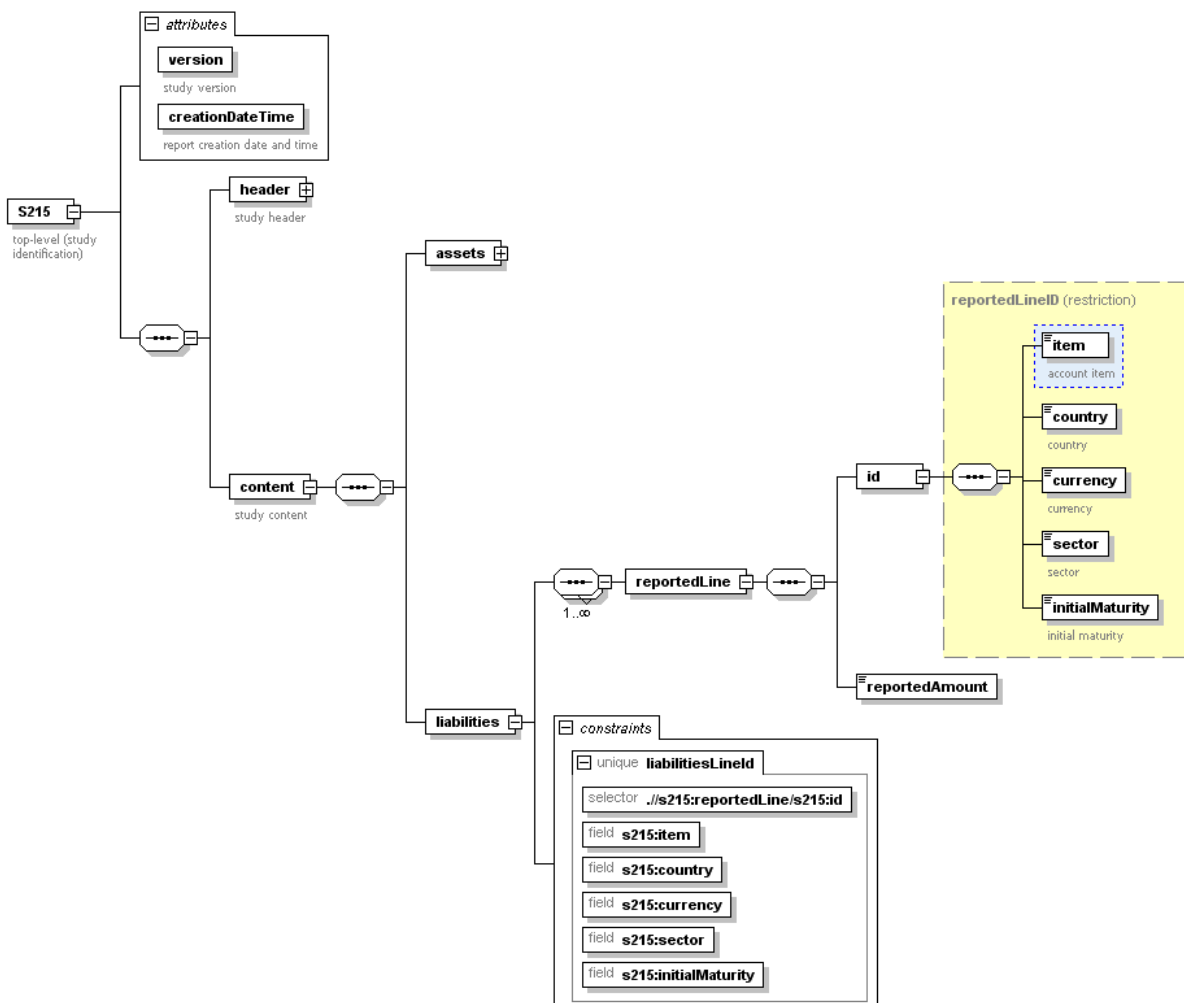 attributes
version
study version
creationDateTime
report creation date and time
header
study header
S215
top-level (study
identification)
assets
reportedLineID (restriction)
item
account item
country
country
content
study content
id
currency
currency
sector
sector
reportedLine
1..∞
initialMaturity
initial maturity
reportedAmount
liabilities
constraints
unique liabilitiesLineId
selector .//s215:reportedLine/s215:id
field s215:item
field s215:country
field s215:currency
field s215:sector
field s215:initialMaturity